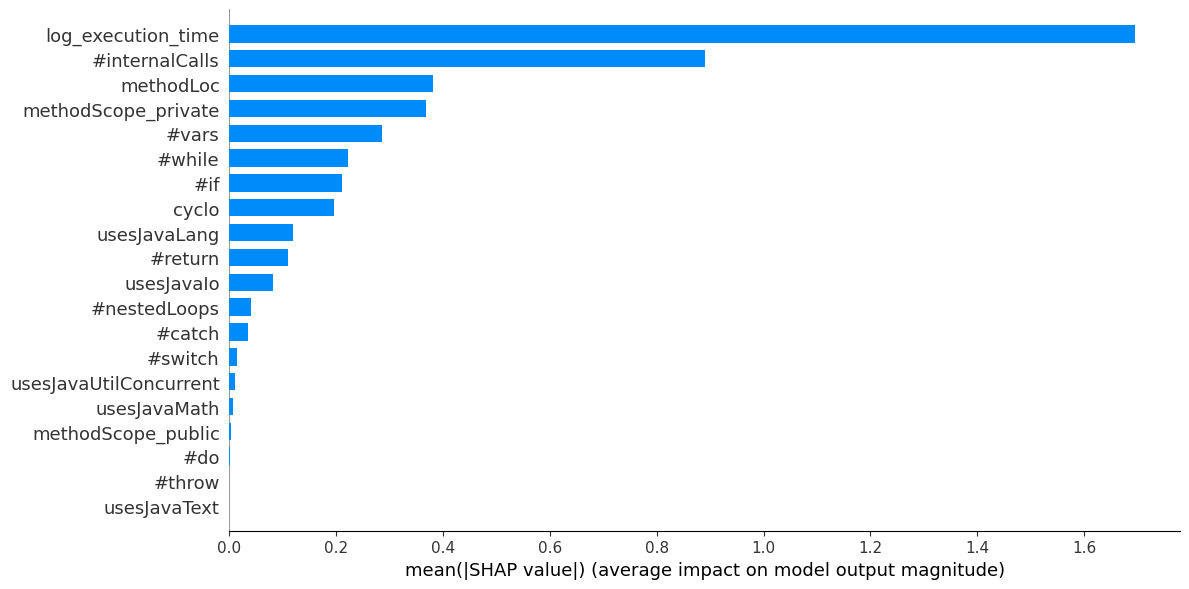 log_execution_time
#internalCalls
methodLoc
methodScope_private
#vars
#while
#if
cyclo
usesJavaLang
#return
usesJavaIo
#nestedLoops
#catch
#switch
usesJavaUtilConcurrent
usesJavaMath
methodScope_public
#do
#throw
usesJavaText
0.0 0.2 0.4 0.6 0.8 1.0 1.2 1.4 1.6
mean(|SHAP value|) (average impact on model output magnitude)